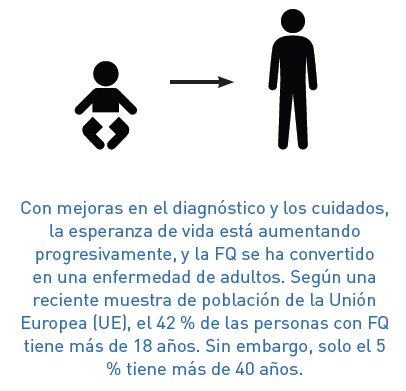 Con mejoras en el diagnóstico y los cuidados,
la esperanza de vida está aumentando
progresivamente, y la FQ se ha convertido
en una enfermedad de adultos. Según una
reciente muestra de población de la Unión
Europea (UE), el 42 % de las personas con FQ
tiene más de 18 años. Sin embargo, solo el 5
% tiene más de 40 años.